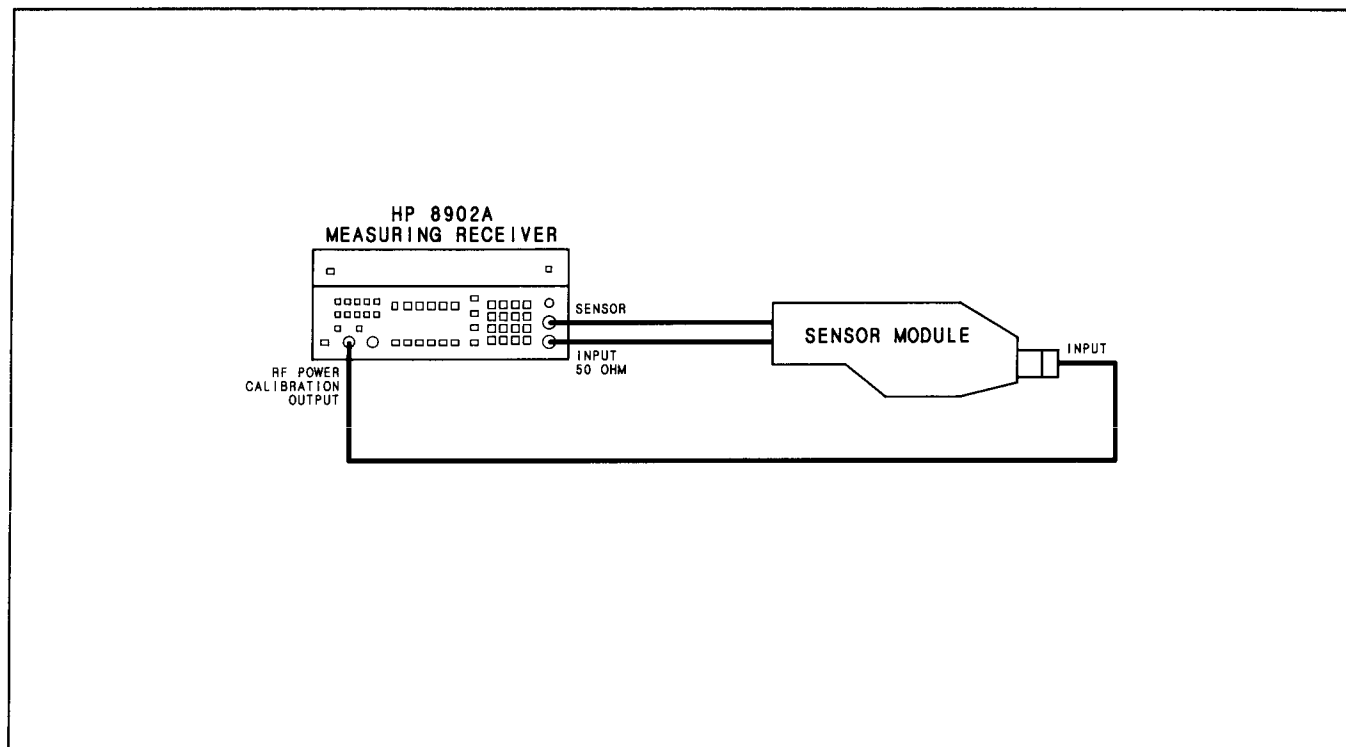 HP 8902A
MEASURING RECEIVER
SENSOR
INPUT
50 OHM
RF POWER
CALIBRATION
OUTPUT
SENSOR MODULE
INPUT